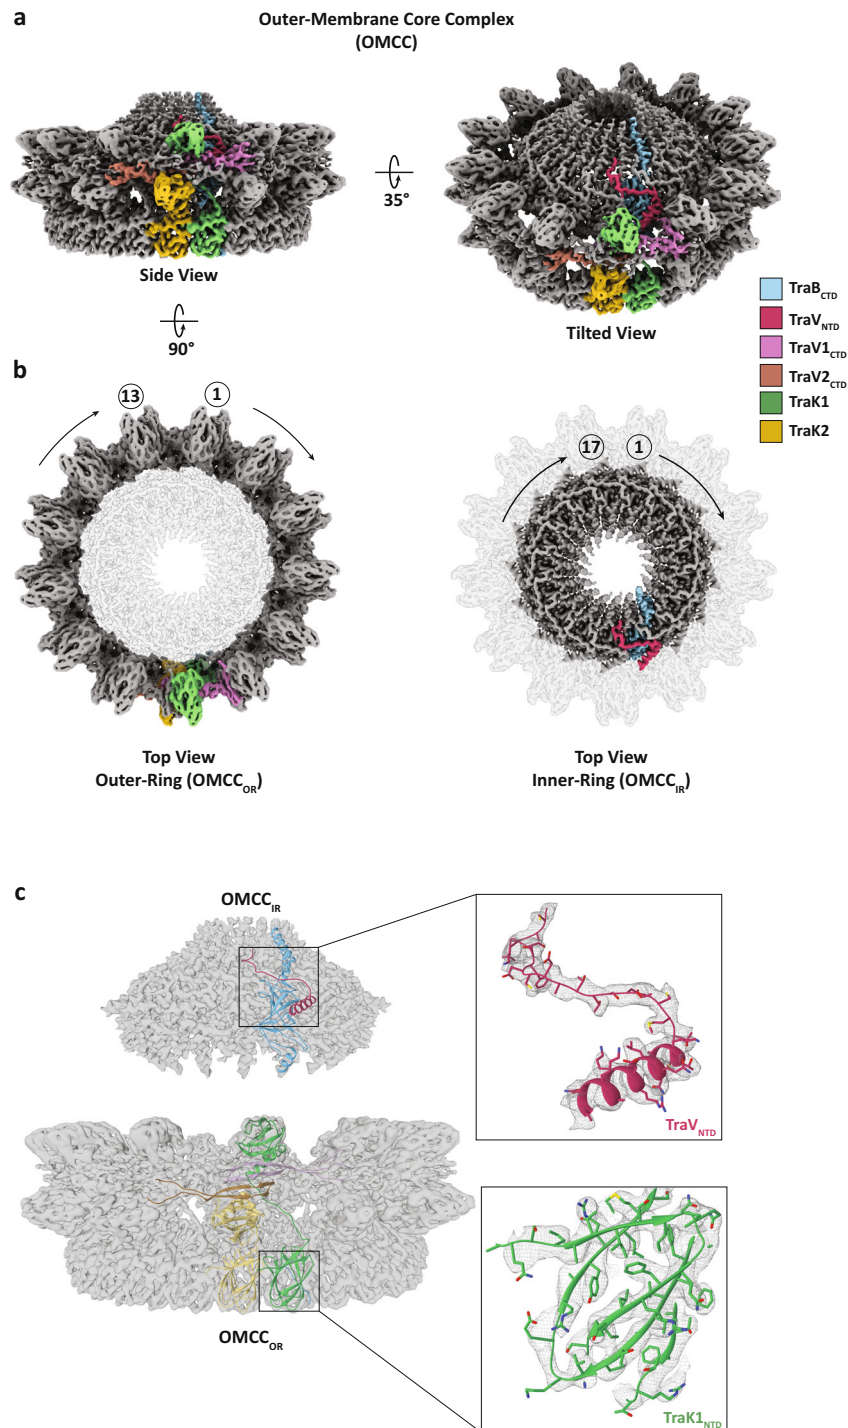 a
Outer-Membrane Core Complex
(OMCC)
35°
Side View
Tilted View
90°
TraB_CTD
TraV_NTD
TraV1_CTD
TraV2_CTD
TraK1
TraK2
b
13
1
17
1
Top View
Outer-Ring (OMCC_OR)
Top View
Inner-Ring (OMCC_IR)
c
OMCC_IR
TraV_NTD
OMCC_OR
TraK1_NTD